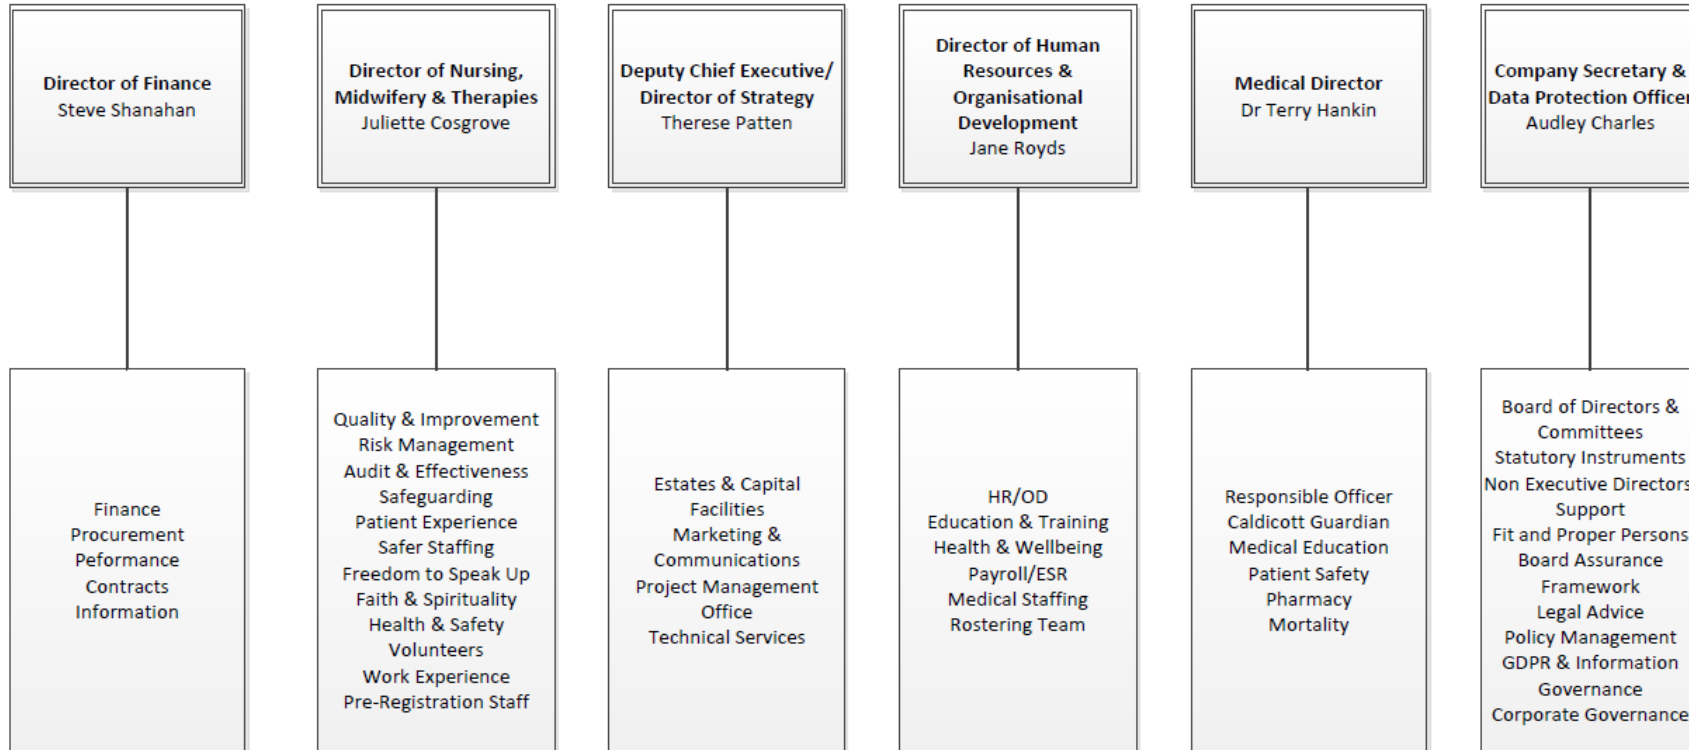 Director of Finance
Steve Shanahan
Director of Nursing,
Midwifery & Therapies
Juliette Cosgrove
Deputy Chief Executive/
Director of Strategy
Therese Patten
Director of Human
Resources &
Organisational
Development
Jane Royds
Medical Director
Dr Terry Hankin
Company Secretary &
Data Protection Officer
Audley Charles
Finance
Procurement
Peformance
Contracts
Information
Quality & Improvement
Risk Management
Audit & Effectiveness
Safeguarding
Patient Experience
Safer Staffing
Freedom to Speak Up
Faith & Spirituality
Health & Safety
Volunteers
Work Experience
Pre-Registration Staff
Estates & Capital
Facilities
Marketing &
Communications
Project Management
Office
Technical Services
HR/OD
Education & Training
Health & Wellbeing
Payroll/ESR
Medical Staffing
Rostering Team
Responsible Officer
Caldicott Guardian
Medical Education
Patient Safety
Pharmacy
Mortality
Board of Directors &
Committees
Statutory Instruments
Non Executive Directors
Support
Fit and Proper Persons
Board Assurance
Framework
Legal Advice
Policy Management
GDPR & Information
Governance
Corporate Governance